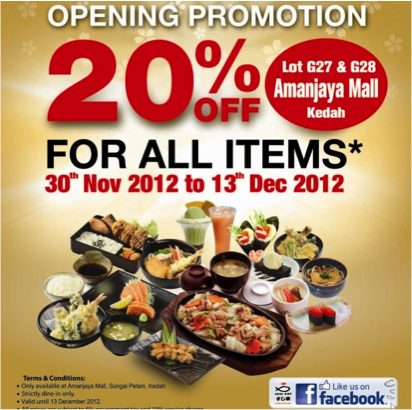 OPENING PROMOTION
20% OFF
Lot G27 & G28
Amanjaya Mall
Kedah
FOR ALL ITEMS*
30th Nov 2012 to 13th Dec 2012
Terms & Conditions:
• Only available at Amanjaya Mall, Sungai Petani, Kedah.
• Strictly dine-in only.
• Valid until 13 December 2012.
Like us on
facebook